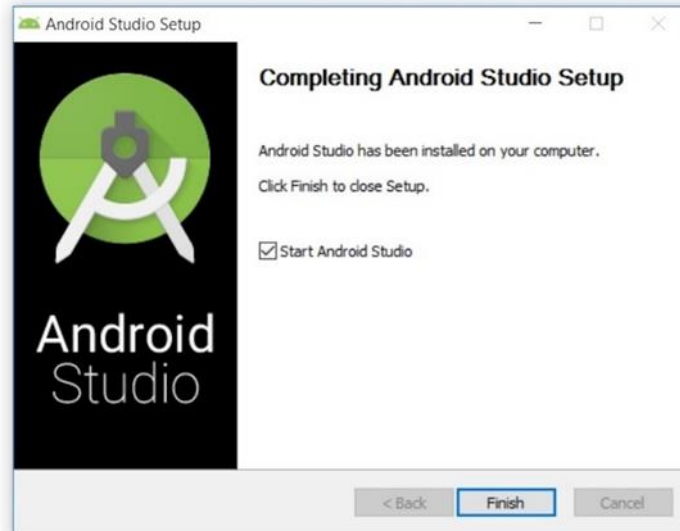 Android Studio Setup
Completing Android Studio Setup
Android Studio has been installed on your computer.
Click Finish to close Setup.
Start Android Studio
Android
Studio
< Back
Finish
Cancel